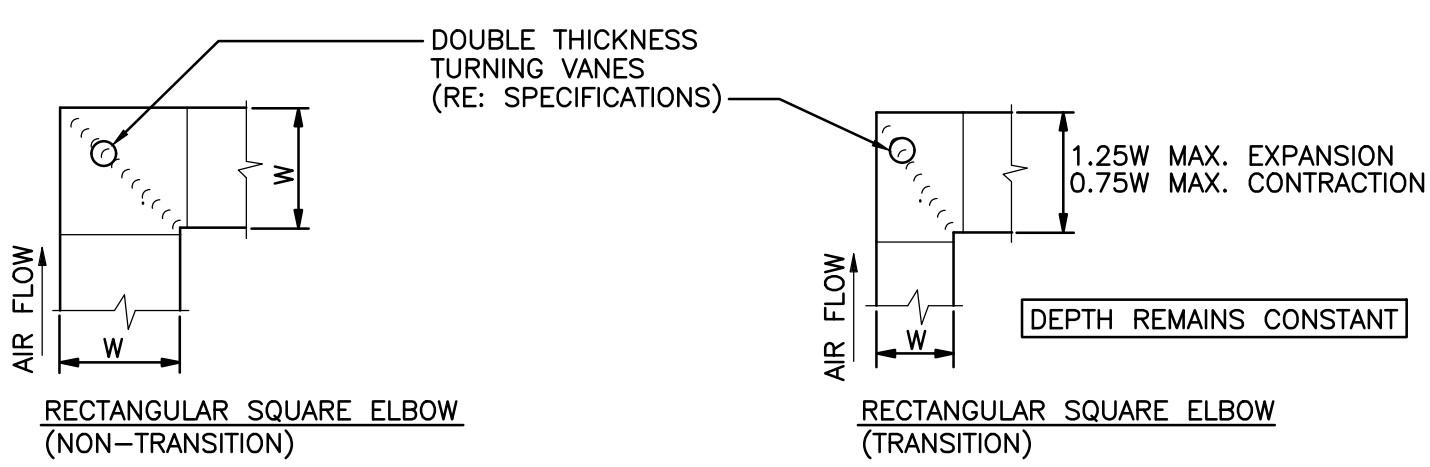 DOUBLE THICKNESS
TURNING VANES
(RE: SPECIFICATIONS)
W
AIR FLOW
W
RECTANGULAR SQUARE ELBOW
(NON-TRANSITION)
1.25W MAX. EXPANSION
0.75W MAX. CONTRACTION
AIR FLOW
W
DEPTH REMAINS CONSTANT
RECTANGULAR SQUARE ELBOW
(TRANSITION)